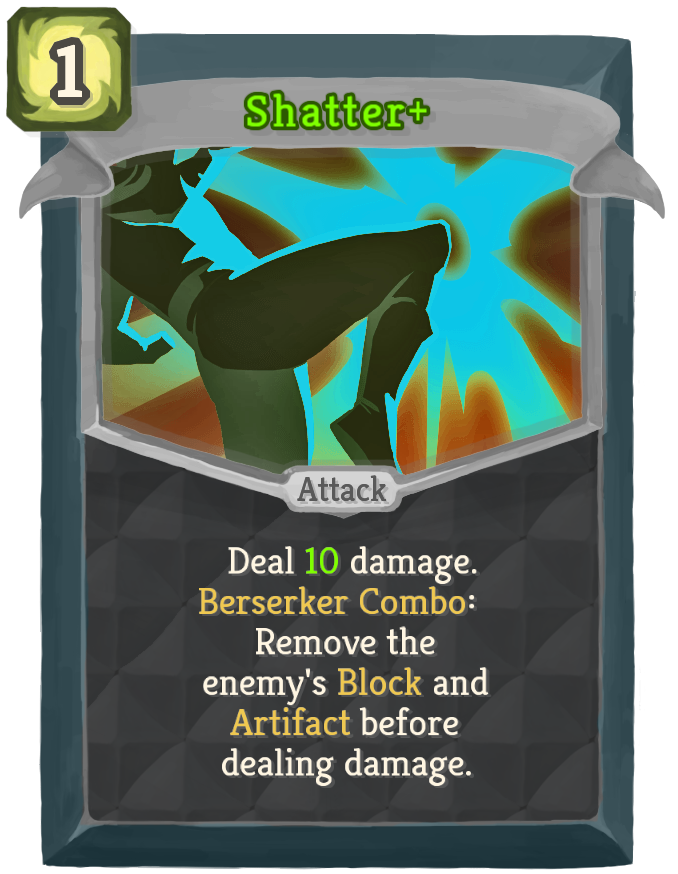 1
Shatter+
Attack
Deal 10 damage.
Berserker Combo:
Remove the
enemy's Block and
Artifact before
dealing damage.